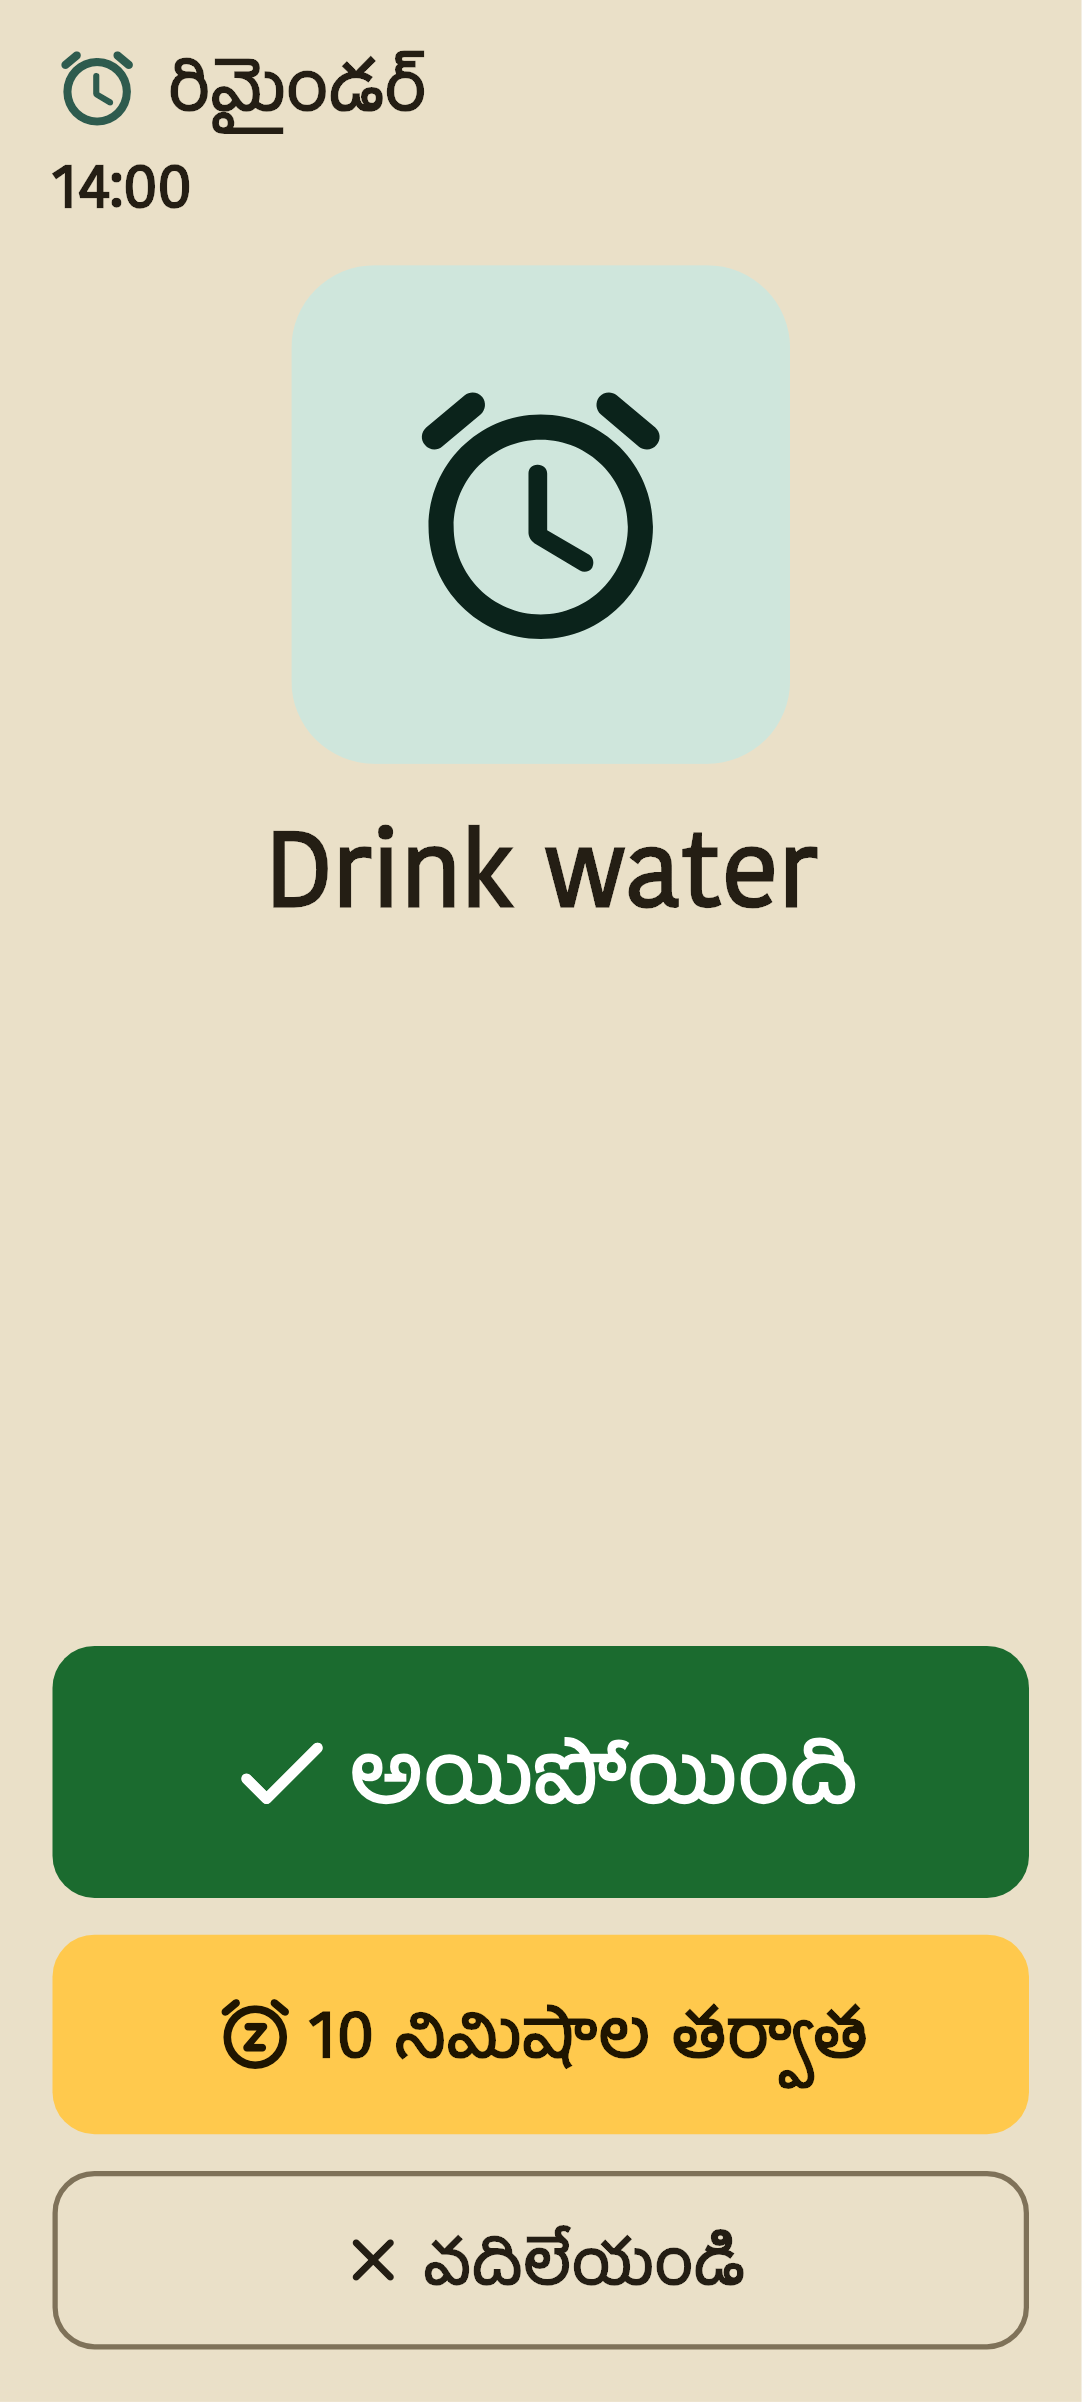 రిమైండర్
14:00
Drink water
అయిపోయింది
10 నిమిషాల తర్వాత
వదిలేయండి